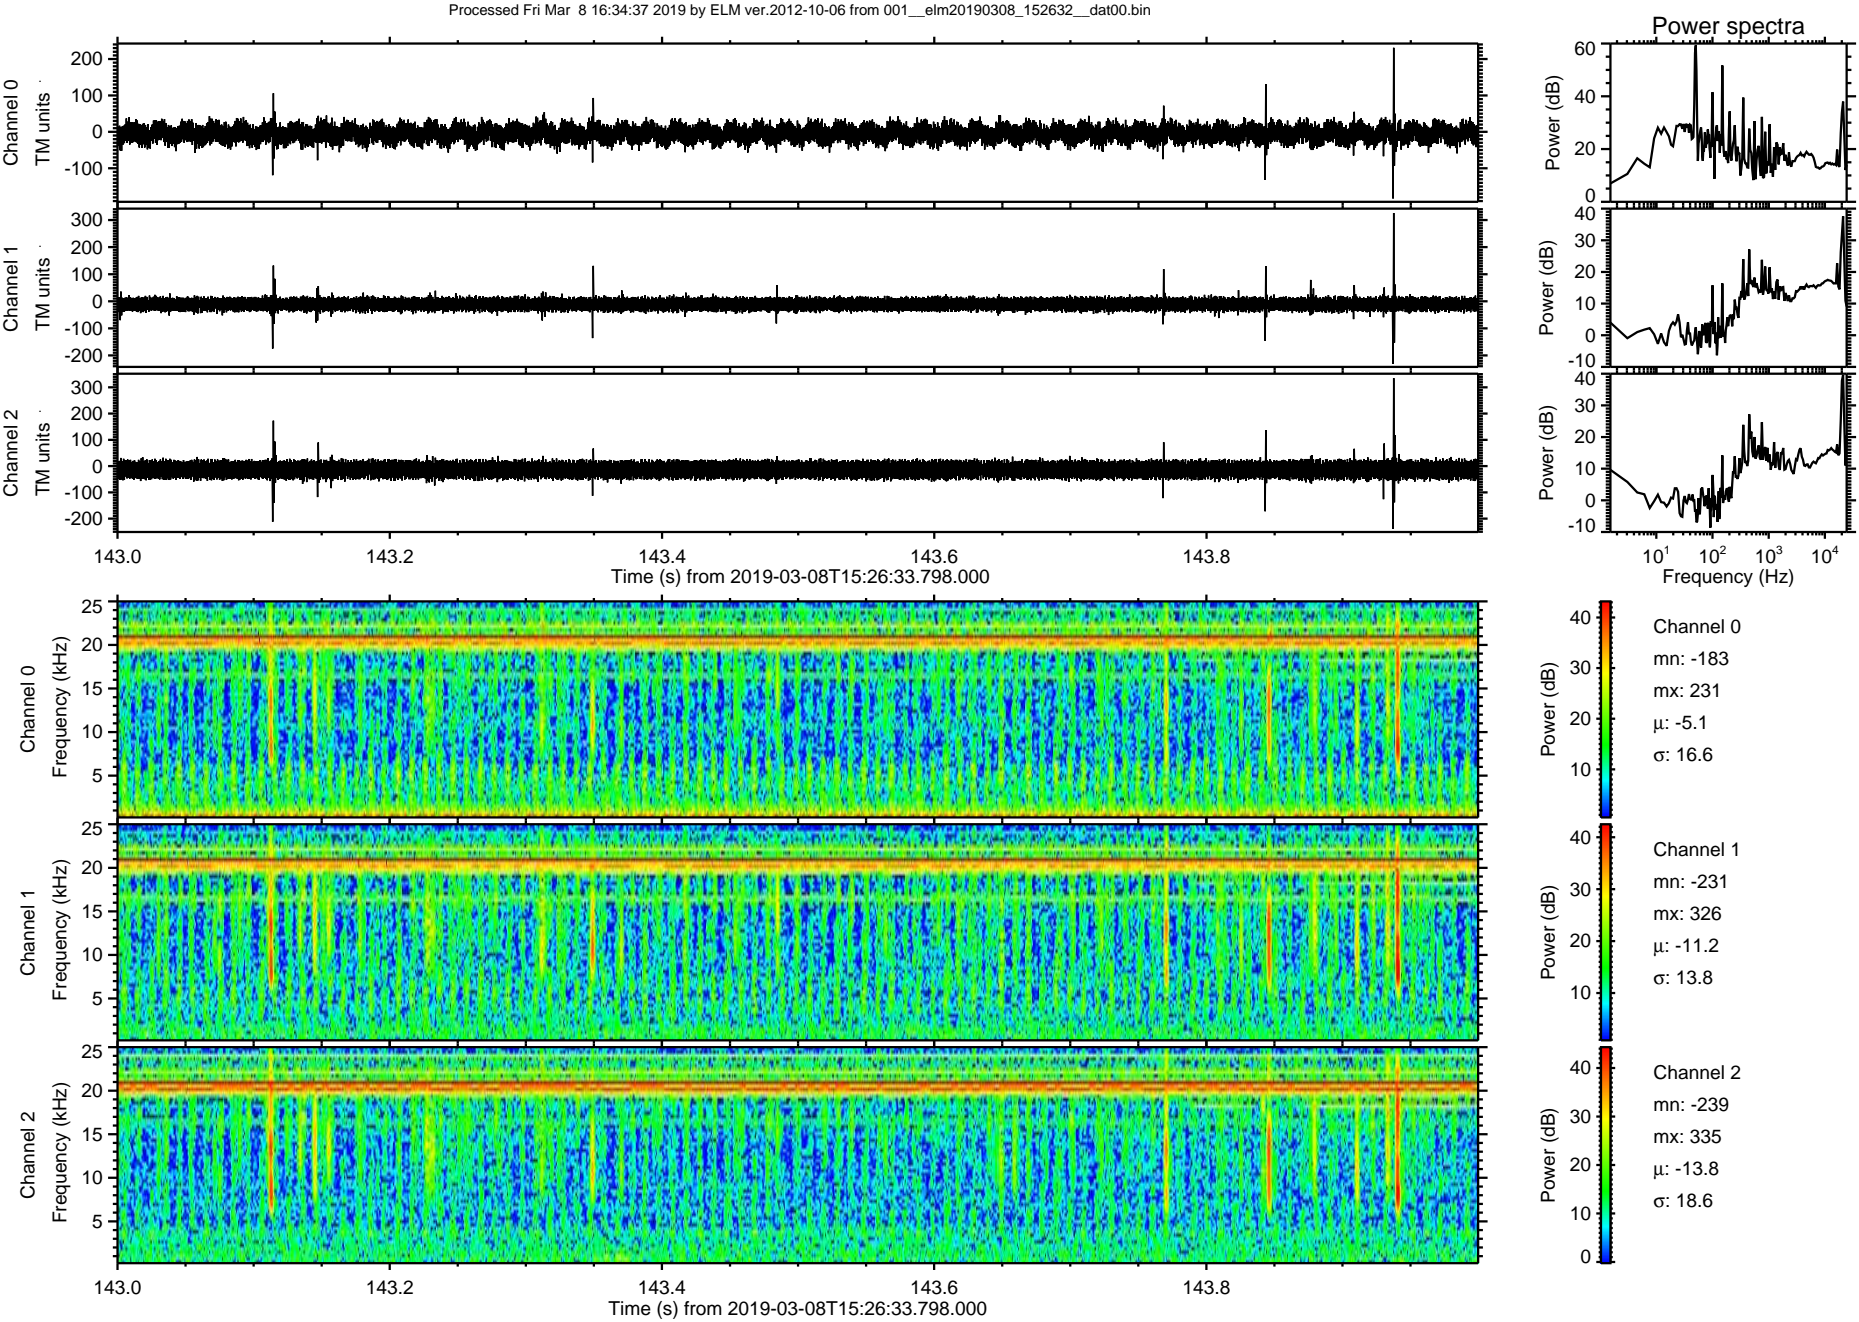 Processed Fri Mar  8 16:34:37 2019 by ELM ver.2012-10-06 from 001__elm20190308_152632__dat00.bin
Power spectra
Channel 0
TM units
200
100
0
-100
Power (dB)
60
40
20
0
Channel 1
TM units
300
200
100
0
-100
-200
Power (dB)
40
30
20
10
0
-10
Channel 2
TM units
300
200
100
0
-100
-200
Power (dB)
40
30
20
10
0
-10
143.0 143.2 143.4 143.6 143.8
Time (s) from 2019-03-08T15:26:33.798.000
10¹ 10² 10³ 10⁴
Frequency (Hz)
Channel 0
Frequency (kHz)
25
20
15
10
5
Power (dB)
40
30
20
10
Channel 0
mn: -183
mx: 231
μ: -5.1
σ: 16.6
Channel 1
Frequency (kHz)
25
20
15
10
5
Power (dB)
40
30
20
10
Channel 1
mn: -231
mx: 326
μ: -11.2
σ: 13.8
Channel 2
Frequency (kHz)
25
20
15
10
5
Power (dB)
40
30
20
10
0
Channel 2
mn: -239
mx: 335
μ: -13.8
σ: 18.6
143.0 143.2 143.4 143.6 143.8
Time (s) from 2019-03-08T15:26:33.798.000